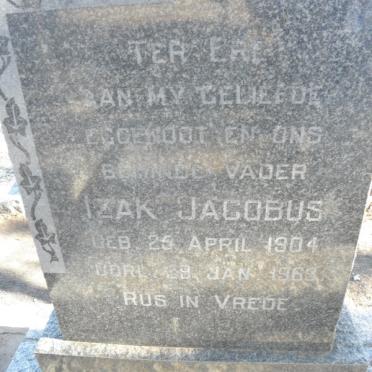 TER ERE
AAN MY GELIEFDE
EGGENOOT EN ONS
BEMINDE VADER
IZAK JACOBUS
GEB. 25 APRIL 1904
OORL. 28 JAN. 1969
RUS IN VREDE